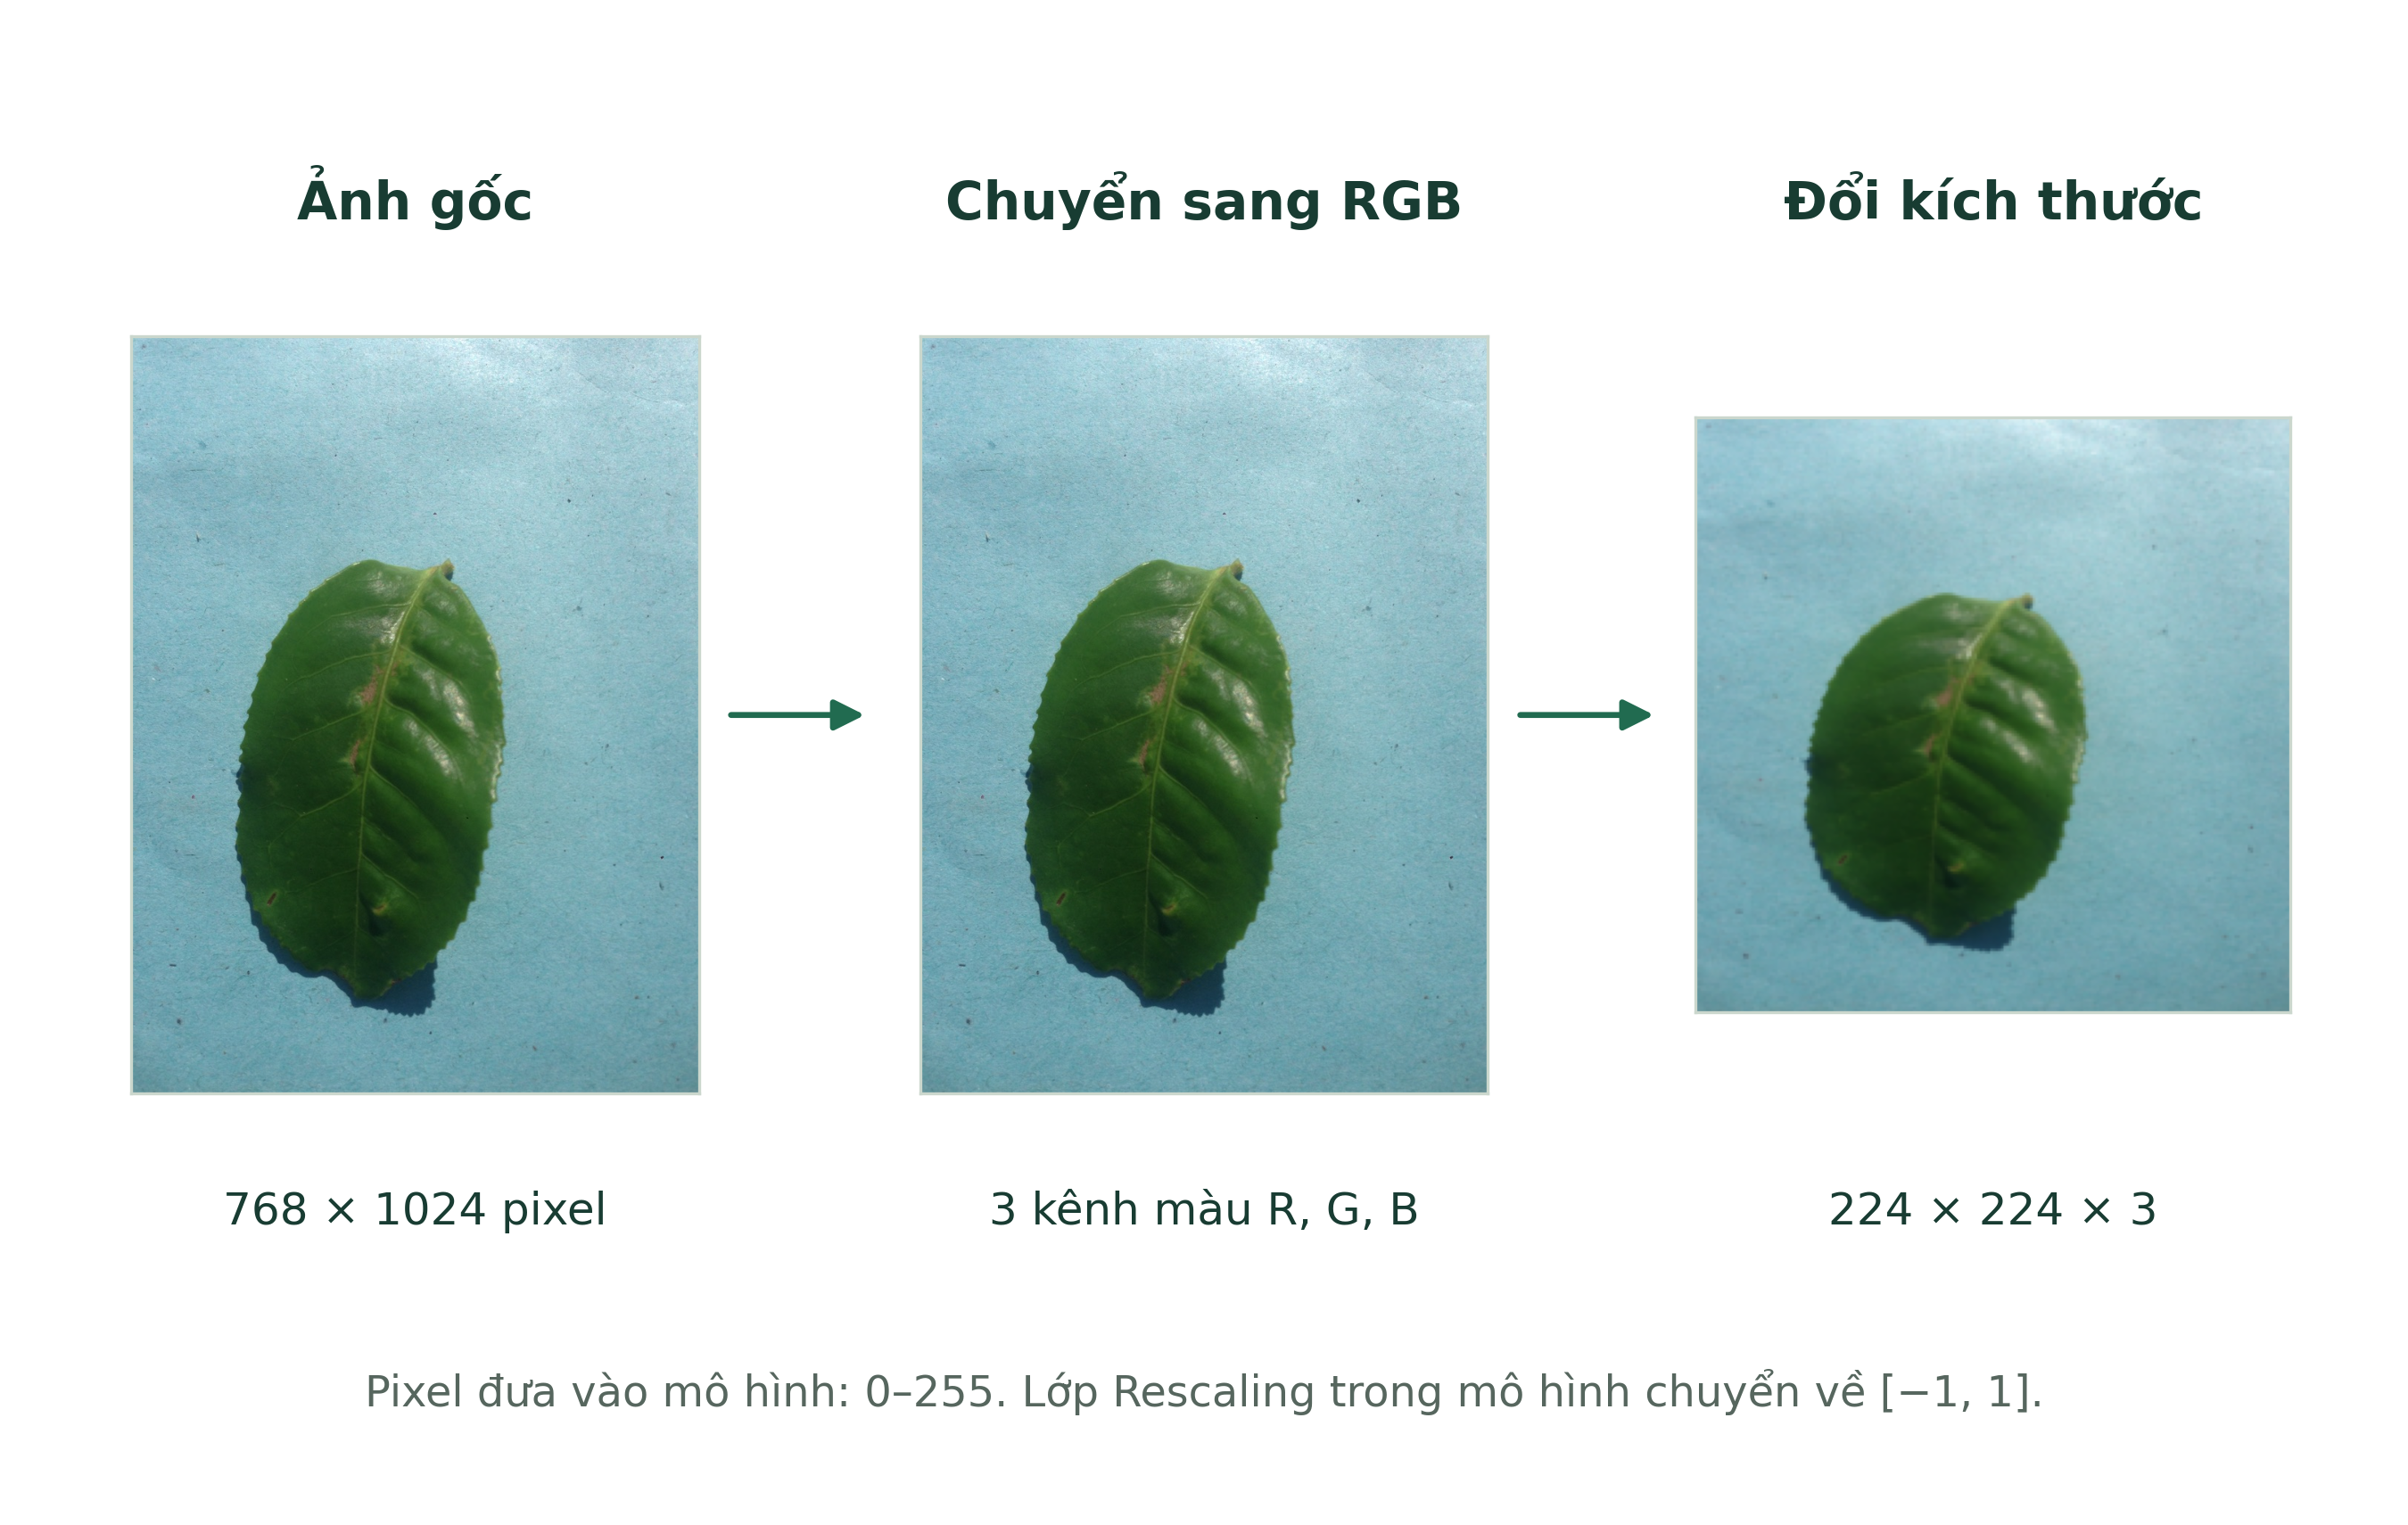 Ảnh gốc
Chuyển sang RGB
Đổi kích thước
768 × 1024 pixel
3 kênh màu R, G, B
224 × 224 × 3
Pixel đưa vào mô hình: 0–255. Lớp Rescaling trong mô hình chuyển về [−1, 1].